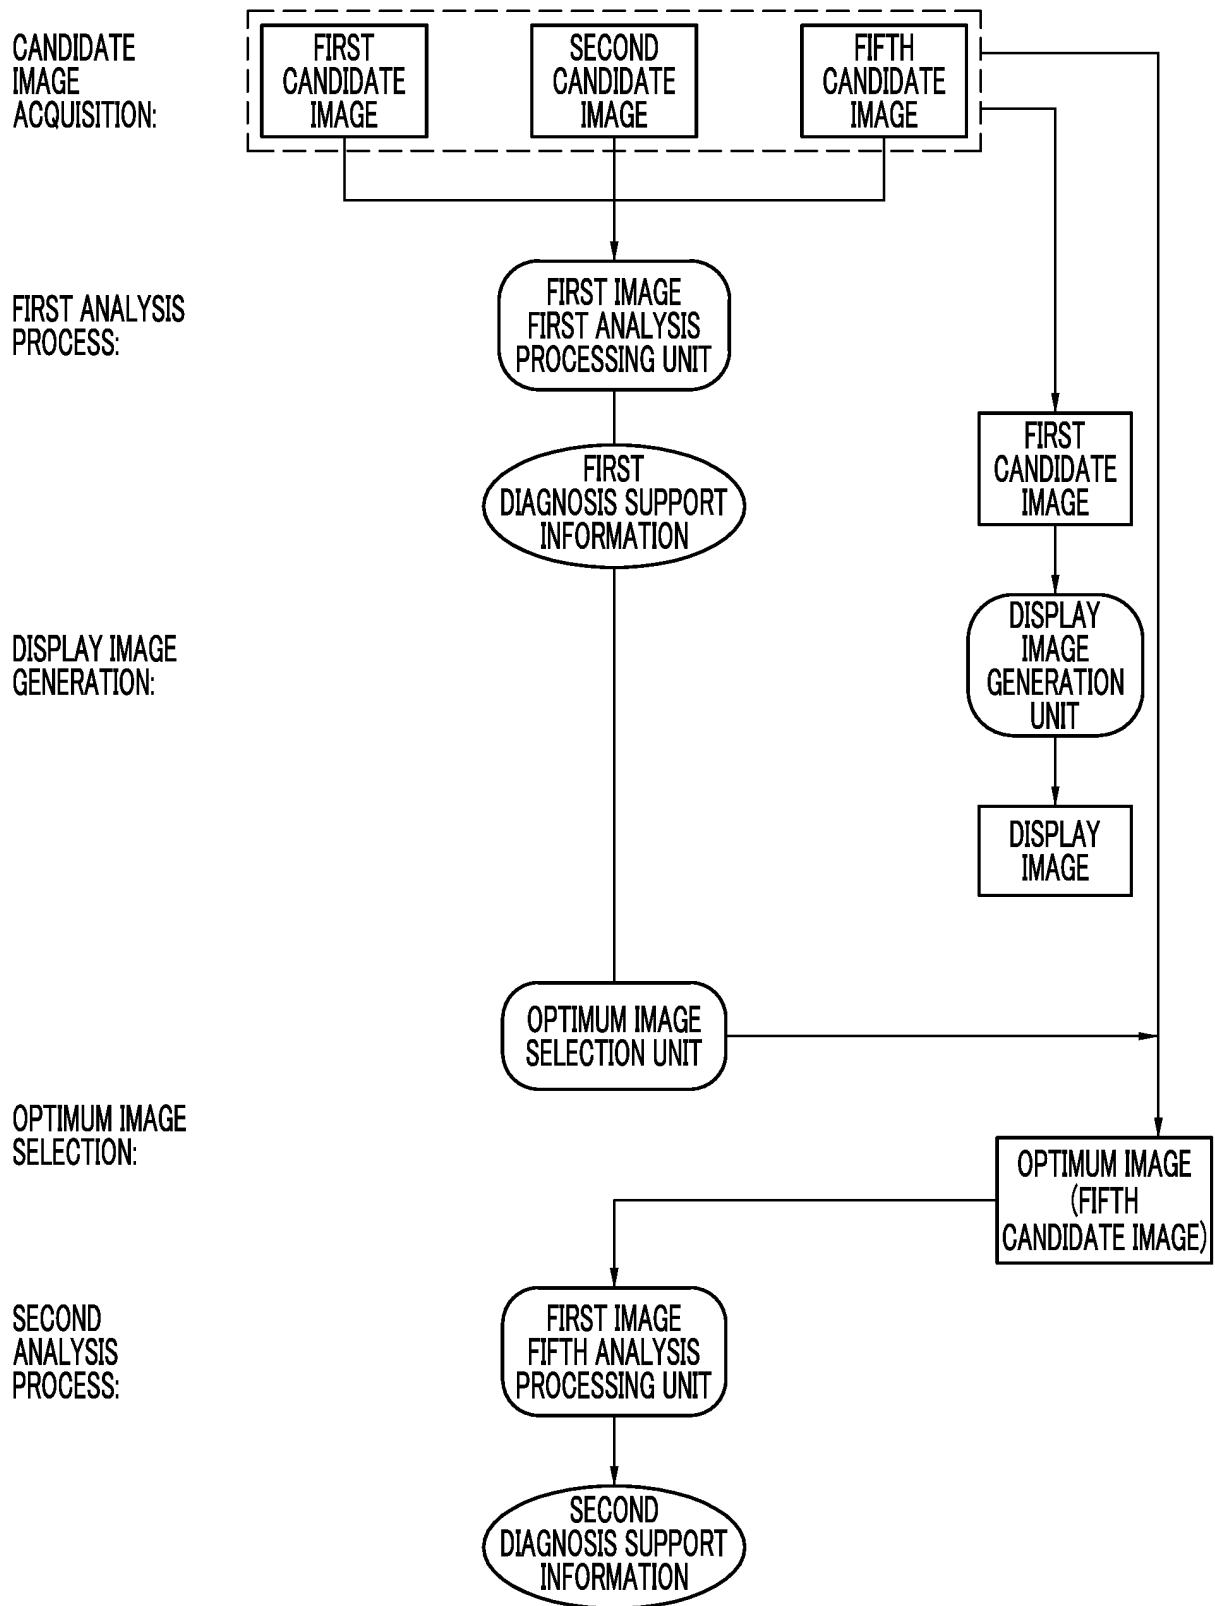 CANDIDATE
IMAGE
ACQUISITION:
FIRST
CANDIDATE
IMAGE
SECOND
CANDIDATE
IMAGE
FIFTH
CANDIDATE
IMAGE
FIRST ANALYSIS
PROCESS:
FIRST IMAGE
FIRST ANALYSIS
PROCESSING UNIT
FIRST
DIAGNOSIS SUPPORT
INFORMATION
FIRST
CANDIDATE
IMAGE
DISPLAY IMAGE
GENERATION:
DISPLAY
IMAGE
GENERATION
UNIT
DISPLAY
IMAGE
OPTIMUM IMAGE
SELECTION UNIT
OPTIMUM IMAGE
SELECTION:
OPTIMUM IMAGE
(FIFTH
CANDIDATE IMAGE)
SECOND
ANALYSIS
PROCESS:
FIRST IMAGE
FIFTH ANALYSIS
PROCESSING UNIT
SECOND
DIAGNOSIS SUPPORT
INFORMATION